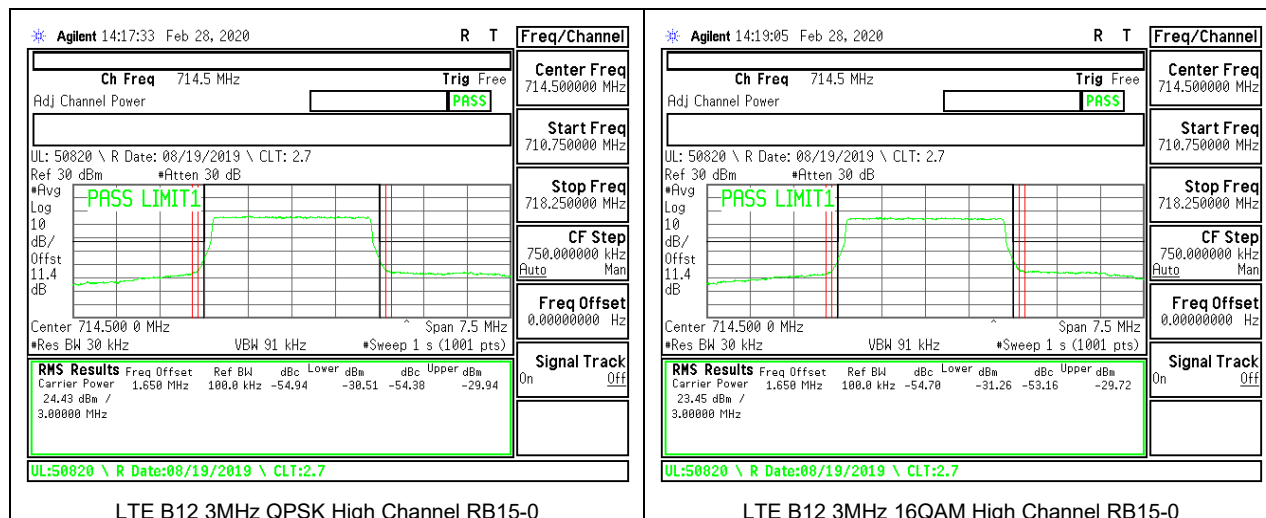 Agilent 14:17:33 Feb 28, 2020 R T
Freq/Channel
Ch Freq 714.5 MHz Trig Free
Adj Channel Power PASS
UL: 50820 \ R Date: 08/19/2019 \ CLT: 2.7
Ref 30 dBm #Atten 30 dB
#Avg
Log
10
dB/
Offst
11.4
dB
PASS LIMIT1
Center 714.500 0 MHz ^ Span 7.5 MHz
#Res BW 30 kHz VBW 91 kHz #Sweep 1 s (1001 pts)
RMS Results Freq Offset Ref BW dBc Lower dBm dBc Upper dBm
Carrier Power 1.650 MHz 100.0 kHz -54.94 -30.51 -54.38 -29.94
24.43 dBm /
3.00000 MHz
UL:50820 \ R Date:08/19/2019 \ CLT:2.7
Center Freq
714.500000 MHz
Start Freq
710.750000 MHz
Stop Freq
718.250000 MHz
CF Step
750.000000 kHz
Auto Man
Freq Offset
0.00000000 Hz
Signal Track
On Off
LTE B12 3MHz QPSK High Channel RB15-0
Agilent 14:19:05 Feb 28, 2020 R T
Freq/Channel
Ch Freq 714.5 MHz Trig Free
Adj Channel Power PASS
UL: 50820 \ R Date: 08/19/2019 \ CLT: 2.7
Ref 30 dBm #Atten 30 dB
#Avg
Log
10
dB/
Offst
11.4
dB
PASS LIMIT1
Center 714.500 0 MHz ^ Span 7.5 MHz
#Res BW 30 kHz VBW 91 kHz #Sweep 1 s (1001 pts)
RMS Results Freq Offset Ref BW dBc Lower dBm dBc Upper dBm
Carrier Power 1.650 MHz 100.0 kHz -54.70 -31.26 -53.16 -29.72
23.45 dBm /
3.00000 MHz
UL:50820 \ R Date:08/19/2019 \ CLT:2.7
Center Freq
714.500000 MHz
Start Freq
710.750000 MHz
Stop Freq
718.250000 MHz
CF Step
750.000000 kHz
Auto Man
Freq Offset
0.00000000 Hz
Signal Track
On Off
LTE B12 3MHz 16QAM High Channel RB15-0